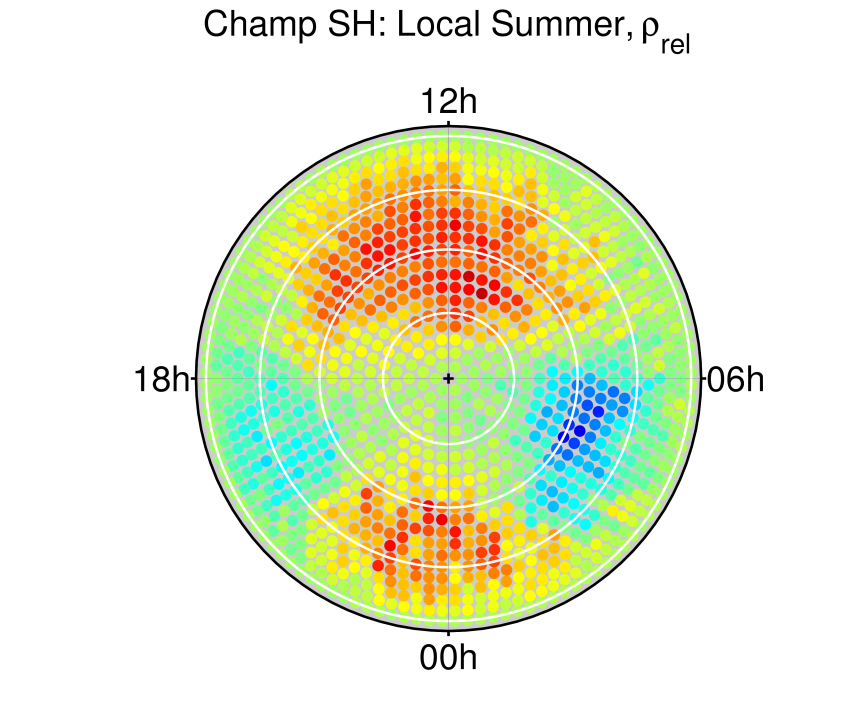 Champ SH: Local Summer, ρrel
12h
18h
06h
00h